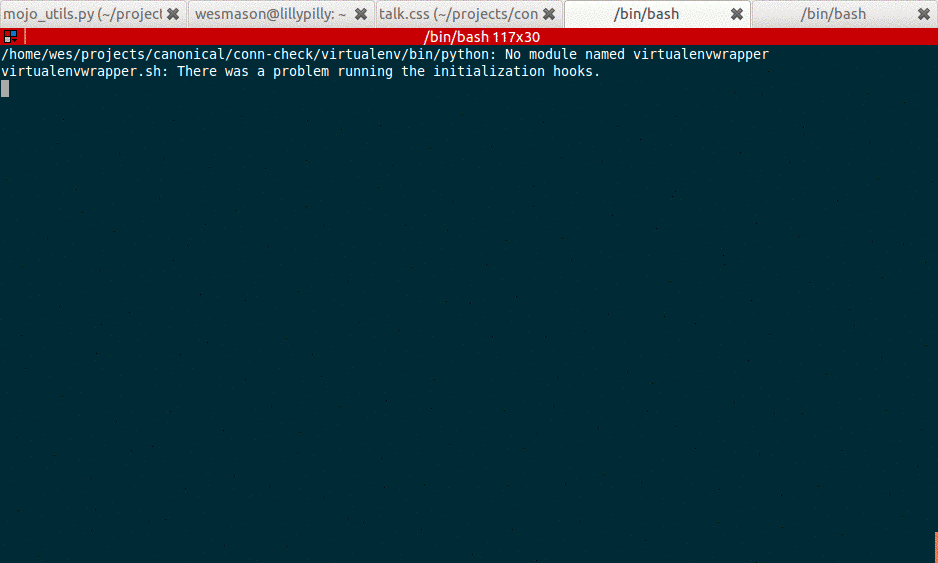 mojo_utils.py (~/project
wesmason@lillypilly: ~
talk.css (~/projects/con
/bin/bash
/bin/bash
/bin/bash 117x30
/home/wes/projects/canonical/conn-check/virtualenv/bin/python: No module named virtualenvwrapper
virtualenvwrapper.sh: There was a problem running the initialization hooks.